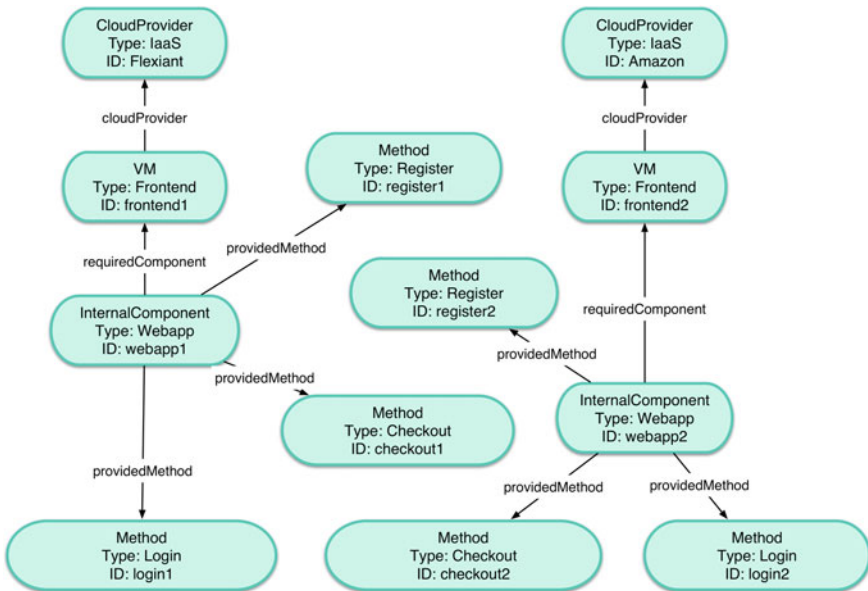 CloudProvider
Type: IaaS
ID: Flexiant
CloudProvider
Type: IaaS
ID: Amazon
cloudProvider
cloudProvider
VM
Type: Frontend
ID: frontend1
Method
Type: Register
ID: register1
VM
Type: Frontend
ID: frontend2
requiredComponent
providedMethod
Method
Type: Register
ID: register2
requiredComponent
InternalComponent
Type: Webapp
ID: webapp1
providedMethod
providedMethod
InternalComponent
Type: Webapp
ID: webapp2
Method
Type: Checkout
ID: checkout1
providedMethod
providedMethod
providedMethod
Method
Type: Login
ID: login1
Method
Type: Checkout
ID: checkout2
Method
Type: Login
ID: login2